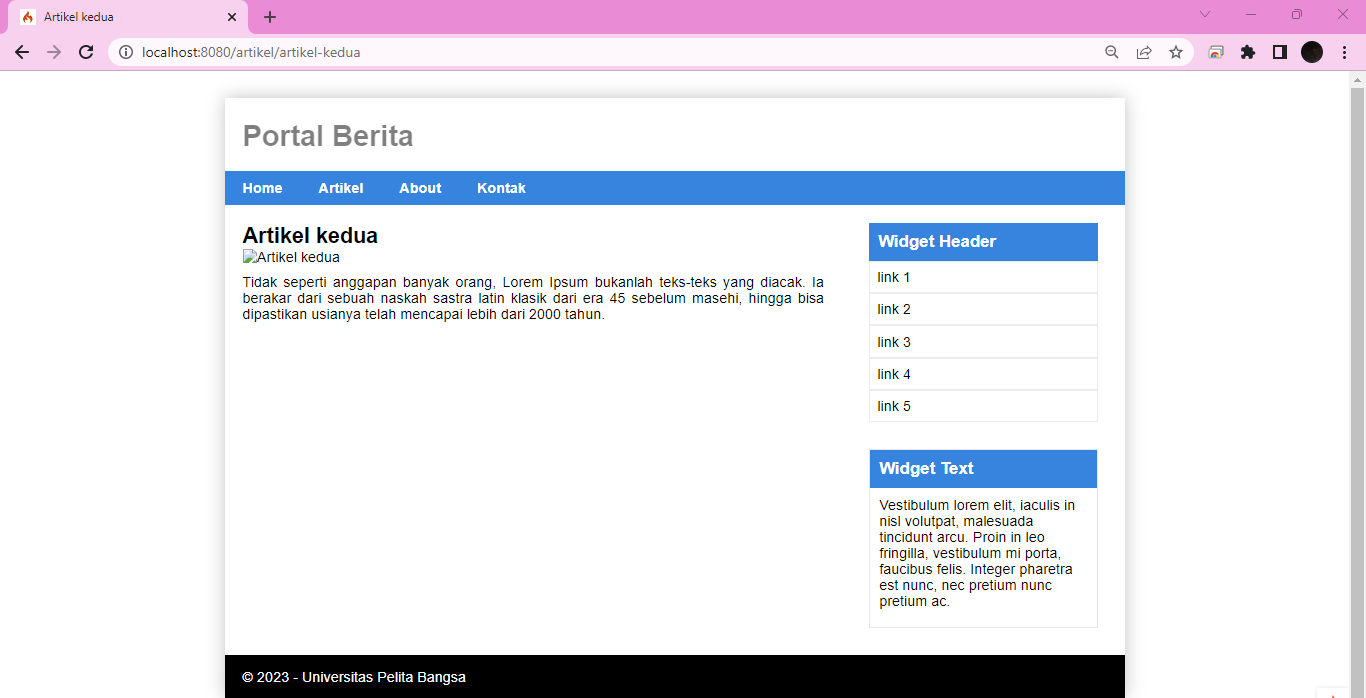 Artikel kedua
localhost:8080/artikel/artikel-kedua
Portal Berita
Home Artikel About Kontak
Artikel kedua
Artikel kedua
Tidak seperti anggapan banyak orang, Lorem Ipsum bukanlah teks-teks yang diacak. Ia
berakar dari sebuah naskah sastra latin klasik dari era 45 sebelum masehi, hingga bisa
dipastikan usianya telah mencapai lebih dari 2000 tahun.
Widget Header
link 1
link 2
link 3
link 4
link 5
Widget Text
Vestibulum lorem elit, iaculis in
nisl volutpat, malesuada
tincidunt arcu. Proin in leo
fringilla, vestibulum mi porta,
faucibus felis. Integer pharetra
est nunc, nec pretium nunc
pretium ac.
© 2023 - Universitas Pelita Bangsa